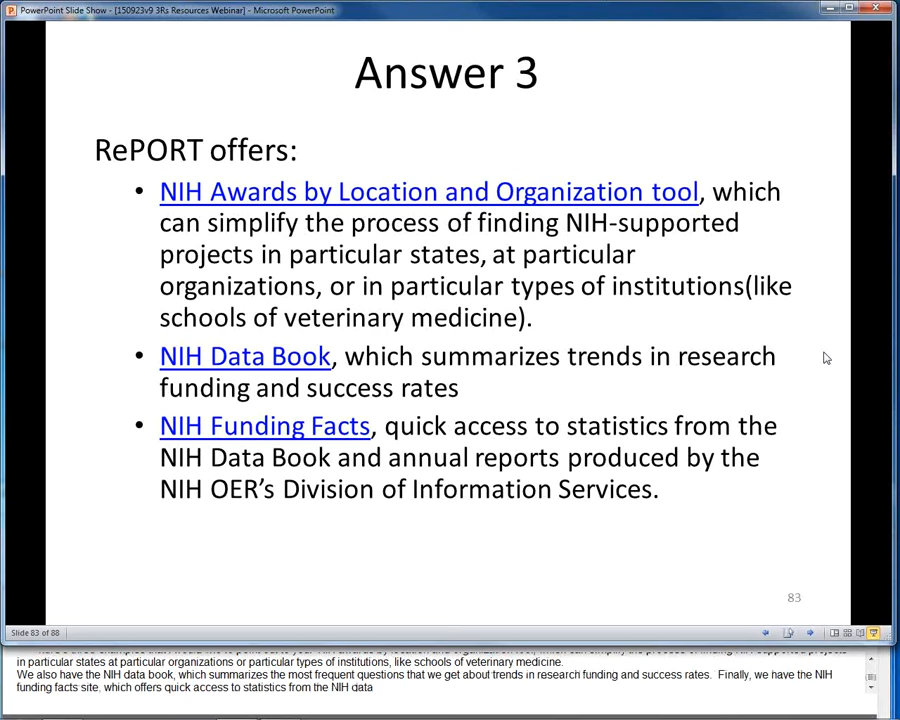 PowerPoint Slide Show - [150923v9 3Rs Resources Webinar] - Microsoft PowerPoint
Answer 3
RePORT offers:
• NIH Awards by Location and Organization tool, which
can simplify the process of finding NIH-supported
projects in particular states, at particular
organizations, or in particular types of institutions(like
schools of veterinary medicine).
• NIH Data Book, which summarizes trends in research
funding and success rates
• NIH Funding Facts, quick access to statistics from the
NIH Data Book and annual reports produced by the
NIH OER's Division of Information Services.
83
Slide 83 of 88
in particular states at particular organizations or particular types of institutions, like schools of veterinary medicine.
We also have the NIH data book, which summarizes the most frequent questions that we get about trends in research funding and success rates.  Finally, we have the NIH
funding facts site, which offers quick access to statistics from the NIH data